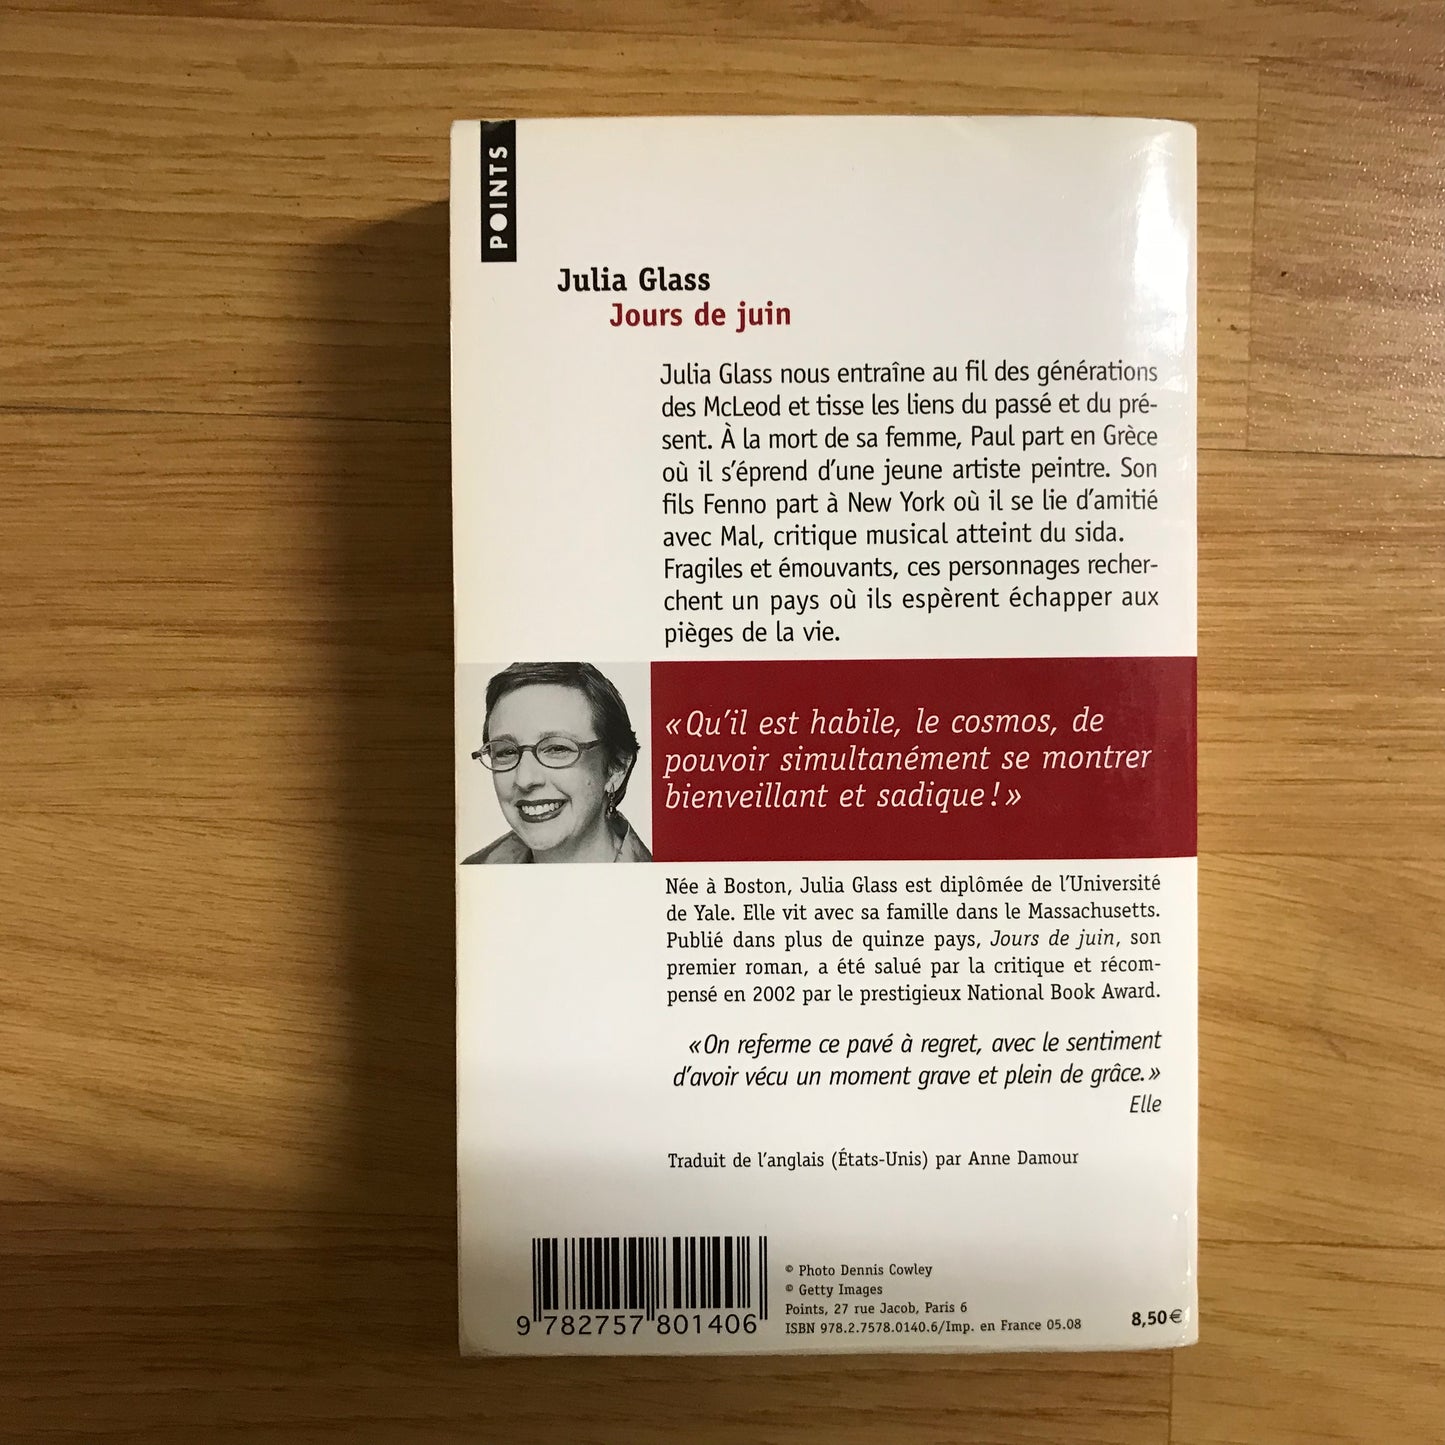 POINTS
Julia Glass
Jours de juin
Julia Glass nous entraîne au fil des générations
des McLeod et tisse les liens du passé et du pré-
sent. À la mort de sa femme, Paul part en Grèce
où il s'éprend d'une jeune artiste peintre. Son
fils Fenno part à New York où il se lie d'amitié
avec Mal, critique musical atteint du sida.
Fragiles et émouvants, ces personnages recher-
chent un pays où ils espèrent échapper aux
pièges de la vie.
« Qu'il est habile, le cosmos, de
pouvoir simultanément se montrer
bienveillant et sadique ! »
Née à Boston, Julia Glass est diplômée de l'Université
de Yale. Elle vit avec sa famille dans le Massachusetts.
Publié dans plus de quinze pays, Jours de juin, son
premier roman, a été salué par la critique et récom-
pensé en 2002 par le prestigieux National Book Award.
« On referme ce pavé à regret, avec le sentiment
d'avoir vécu un moment grave et plein de grâce. »
Elle
Traduit de l'anglais (États-Unis) par Anne Damour
9 782757 801406
© Photo Dennis Cowley
© Getty Images
Points, 27 rue Jacob, Paris 6
ISBN 978.2.7578.0140.6/Imp. en France 05.08
8,50€